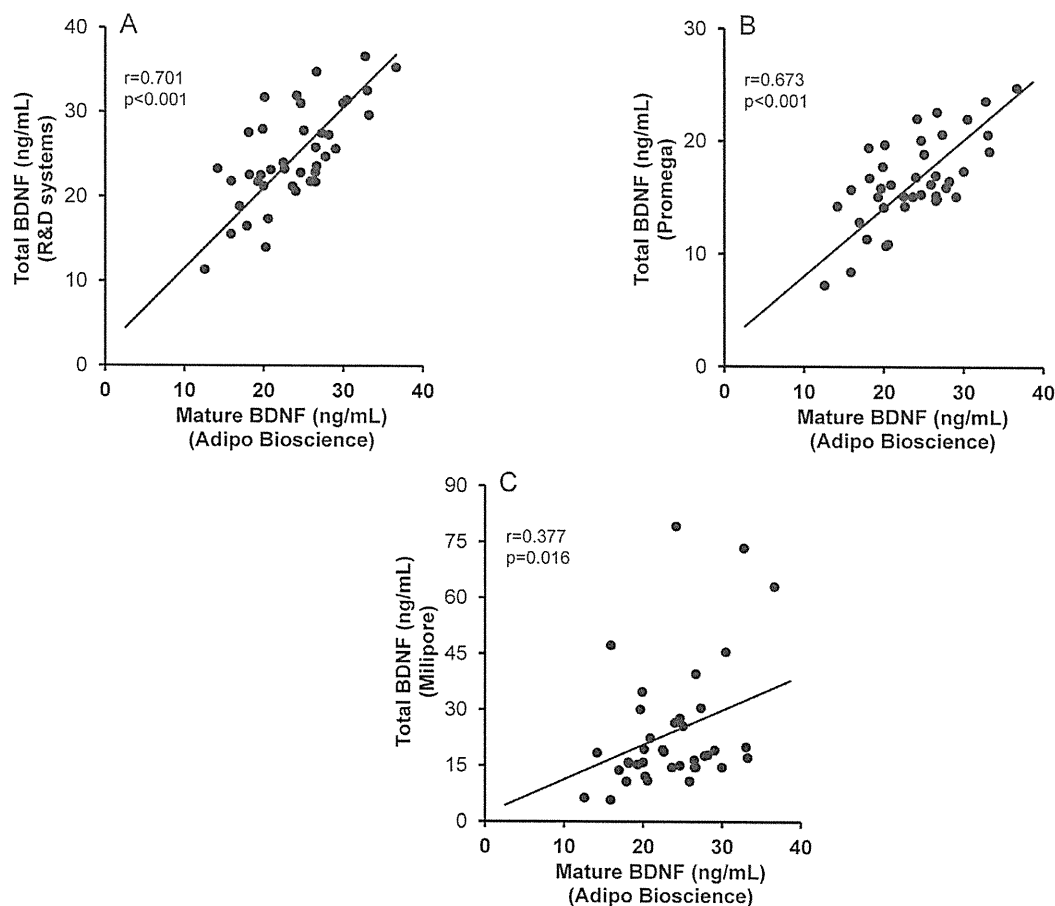 A
r=0.701
p<0.001
Total BDNF (ng/mL)
(R&D systems)
40
30
20
10
0
0 10 20 30 40
Mature BDNF (ng/mL)
(Adipo Bioscience)
B
r=0.673
p<0.001
Total BDNF (ng/mL)
(Promega)
30
20
10
0
0 10 20 30 40
Mature BDNF (ng/mL)
(Adipo Bioscience)
C
r=0.377
p=0.016
Total BDNF (ng/mL)
(Milipore)
90
75
60
45
30
15
0
0 10 20 30 40
Mature BDNF (ng/mL)
(Adipo Bioscience)